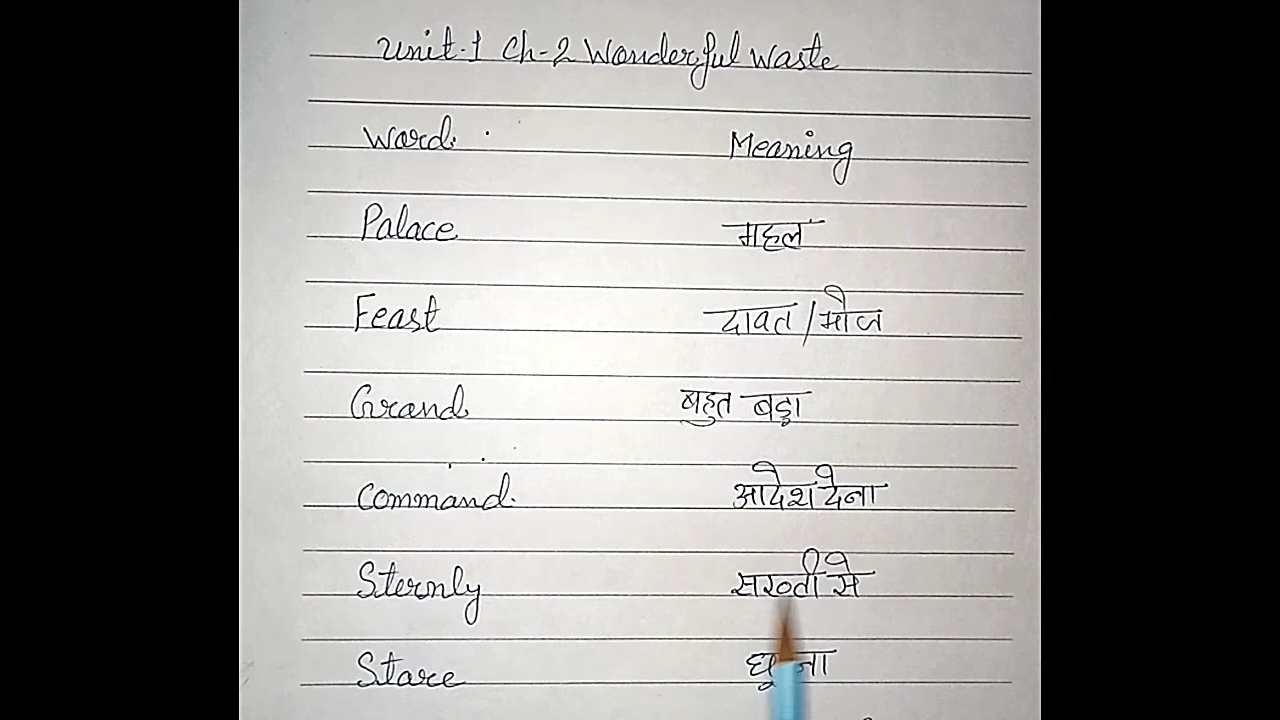 Unit-1 Ch-2 Wonderful Waste
Word Meaning
Palace महल
Feast दावत/भोज
Grand बहुत बड़ा
Command आदेश देना
Sternly सख्ती से
Stare